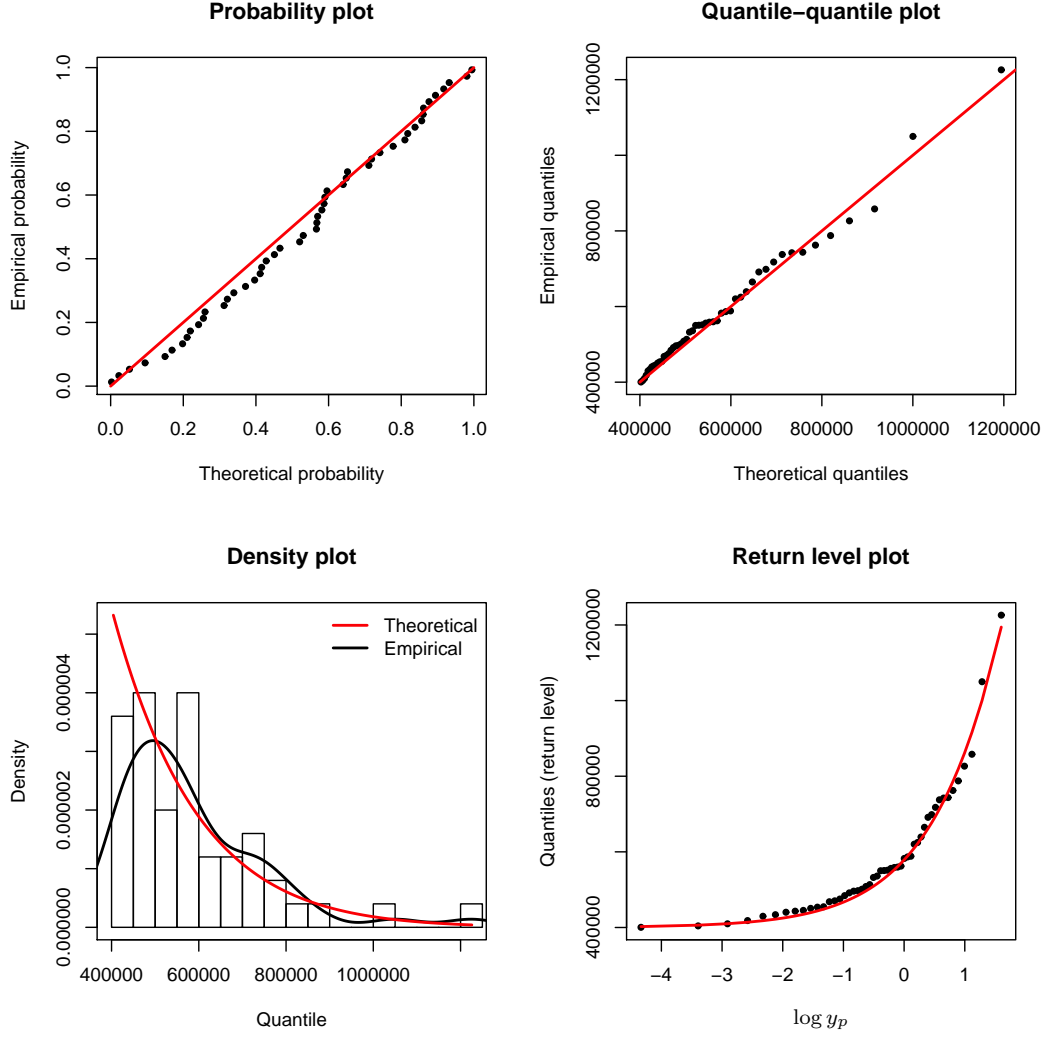 Probability plot
Empirical probability
0.0 0.2 0.4 0.6 0.8 1.0
0.0 0.2 0.4 0.6 0.8 1.0
Theoretical probability
Quantile−quantile plot
Empirical quantiles
400000 800000 1200000
400000 600000 800000 1000000 1200000
Theoretical quantiles
Density plot
Theoretical
Empirical
Density
0.000000 0.000002 0.000004
400000 600000 800000 1000000
Quantile
Return level plot
Quantiles (return level)
400000 800000 1200000
−4 −3 −2 −1 0 1
log y_p